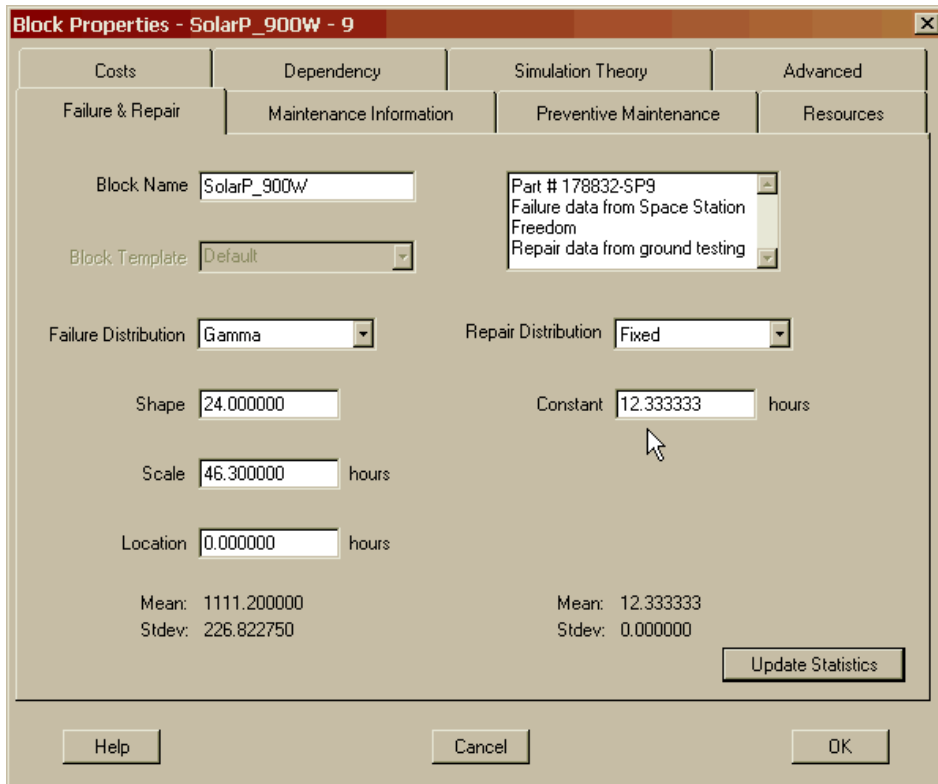 Block Properties - SolarP_900W - 9
Costs Dependency Simulation Theory Advanced
Failure & Repair Maintenance Information Preventive Maintenance Resources
Block Name SolarP_900W
Part # 178832-SP9
Failure data from Space Station
Freedom
Repair data from ground testing
Block Template Default
Failure Distribution Gamma Repair Distribution Fixed
Shape 24.000000 Constant 12.333333 hours
Scale 46.300000 hours
Location 0.000000 hours
Mean: 1111.200000 Mean: 12.333333
Stdev: 226.822750 Stdev: 0.000000
Update Statistics
Help Cancel OK